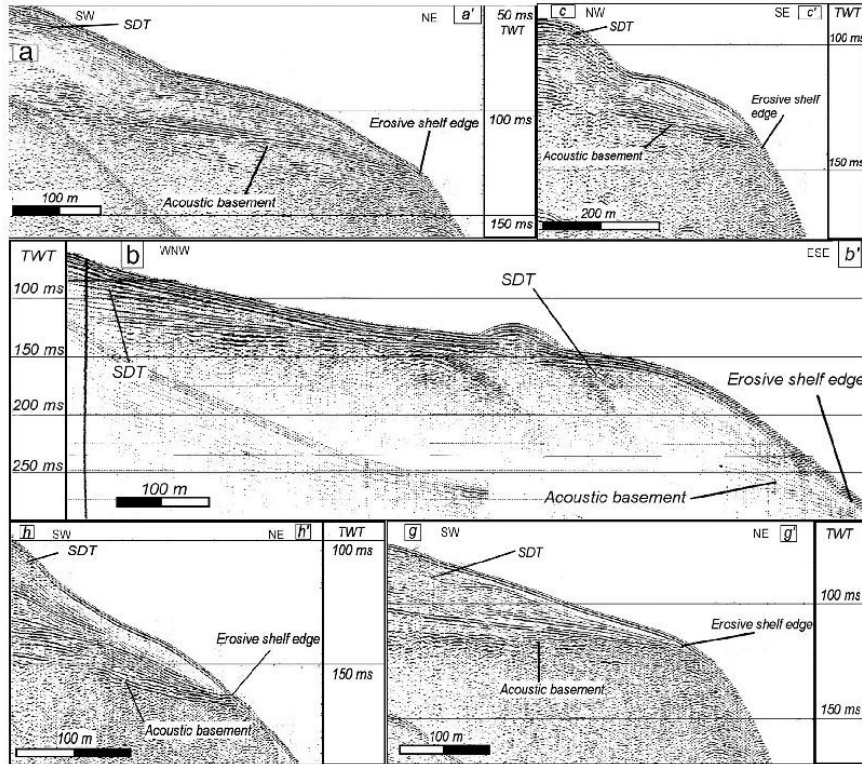 SW
NE
a'
50 ms
TWT
SDT
a
Erosive shelf edge
100 ms
Acoustic basement
100 m
150 ms
c
NW
SE
c'
TWT
SDT
100 ms
Erosive shelf edge
Acoustic basement
150 ms
200 m
TWT
b
WNW
ESE
b'
SDT
100 ms
150 ms
SDT
Erosive shelf edge
200 ms
250 ms
Acoustic basement
100 m
h
SW
NE
h'
TWT
SDT
100 ms
Erosive shelf edge
150 ms
Acoustic basement
100 m
g
SW
NE
g'
TWT
SDT
100 ms
Erosive shelf edge
Acoustic basement
150 ms
100 m